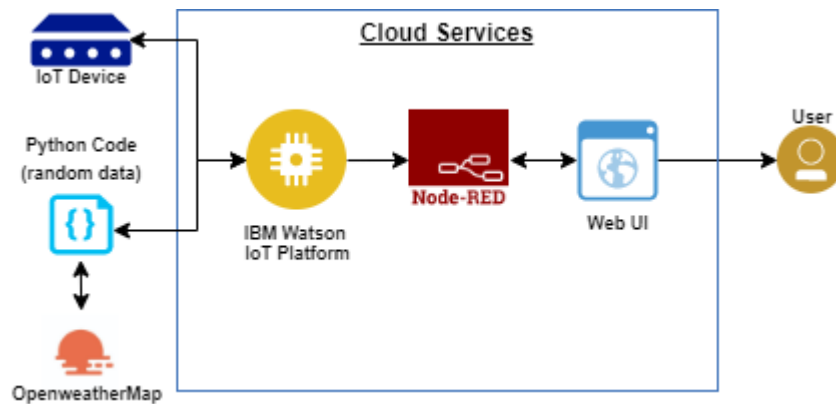 Cloud Services
IoT Device
Python Code
(random data)
{ }
IBM Watson
IoT Platform
Node-RED
Web UI
User
OpenweatherMap